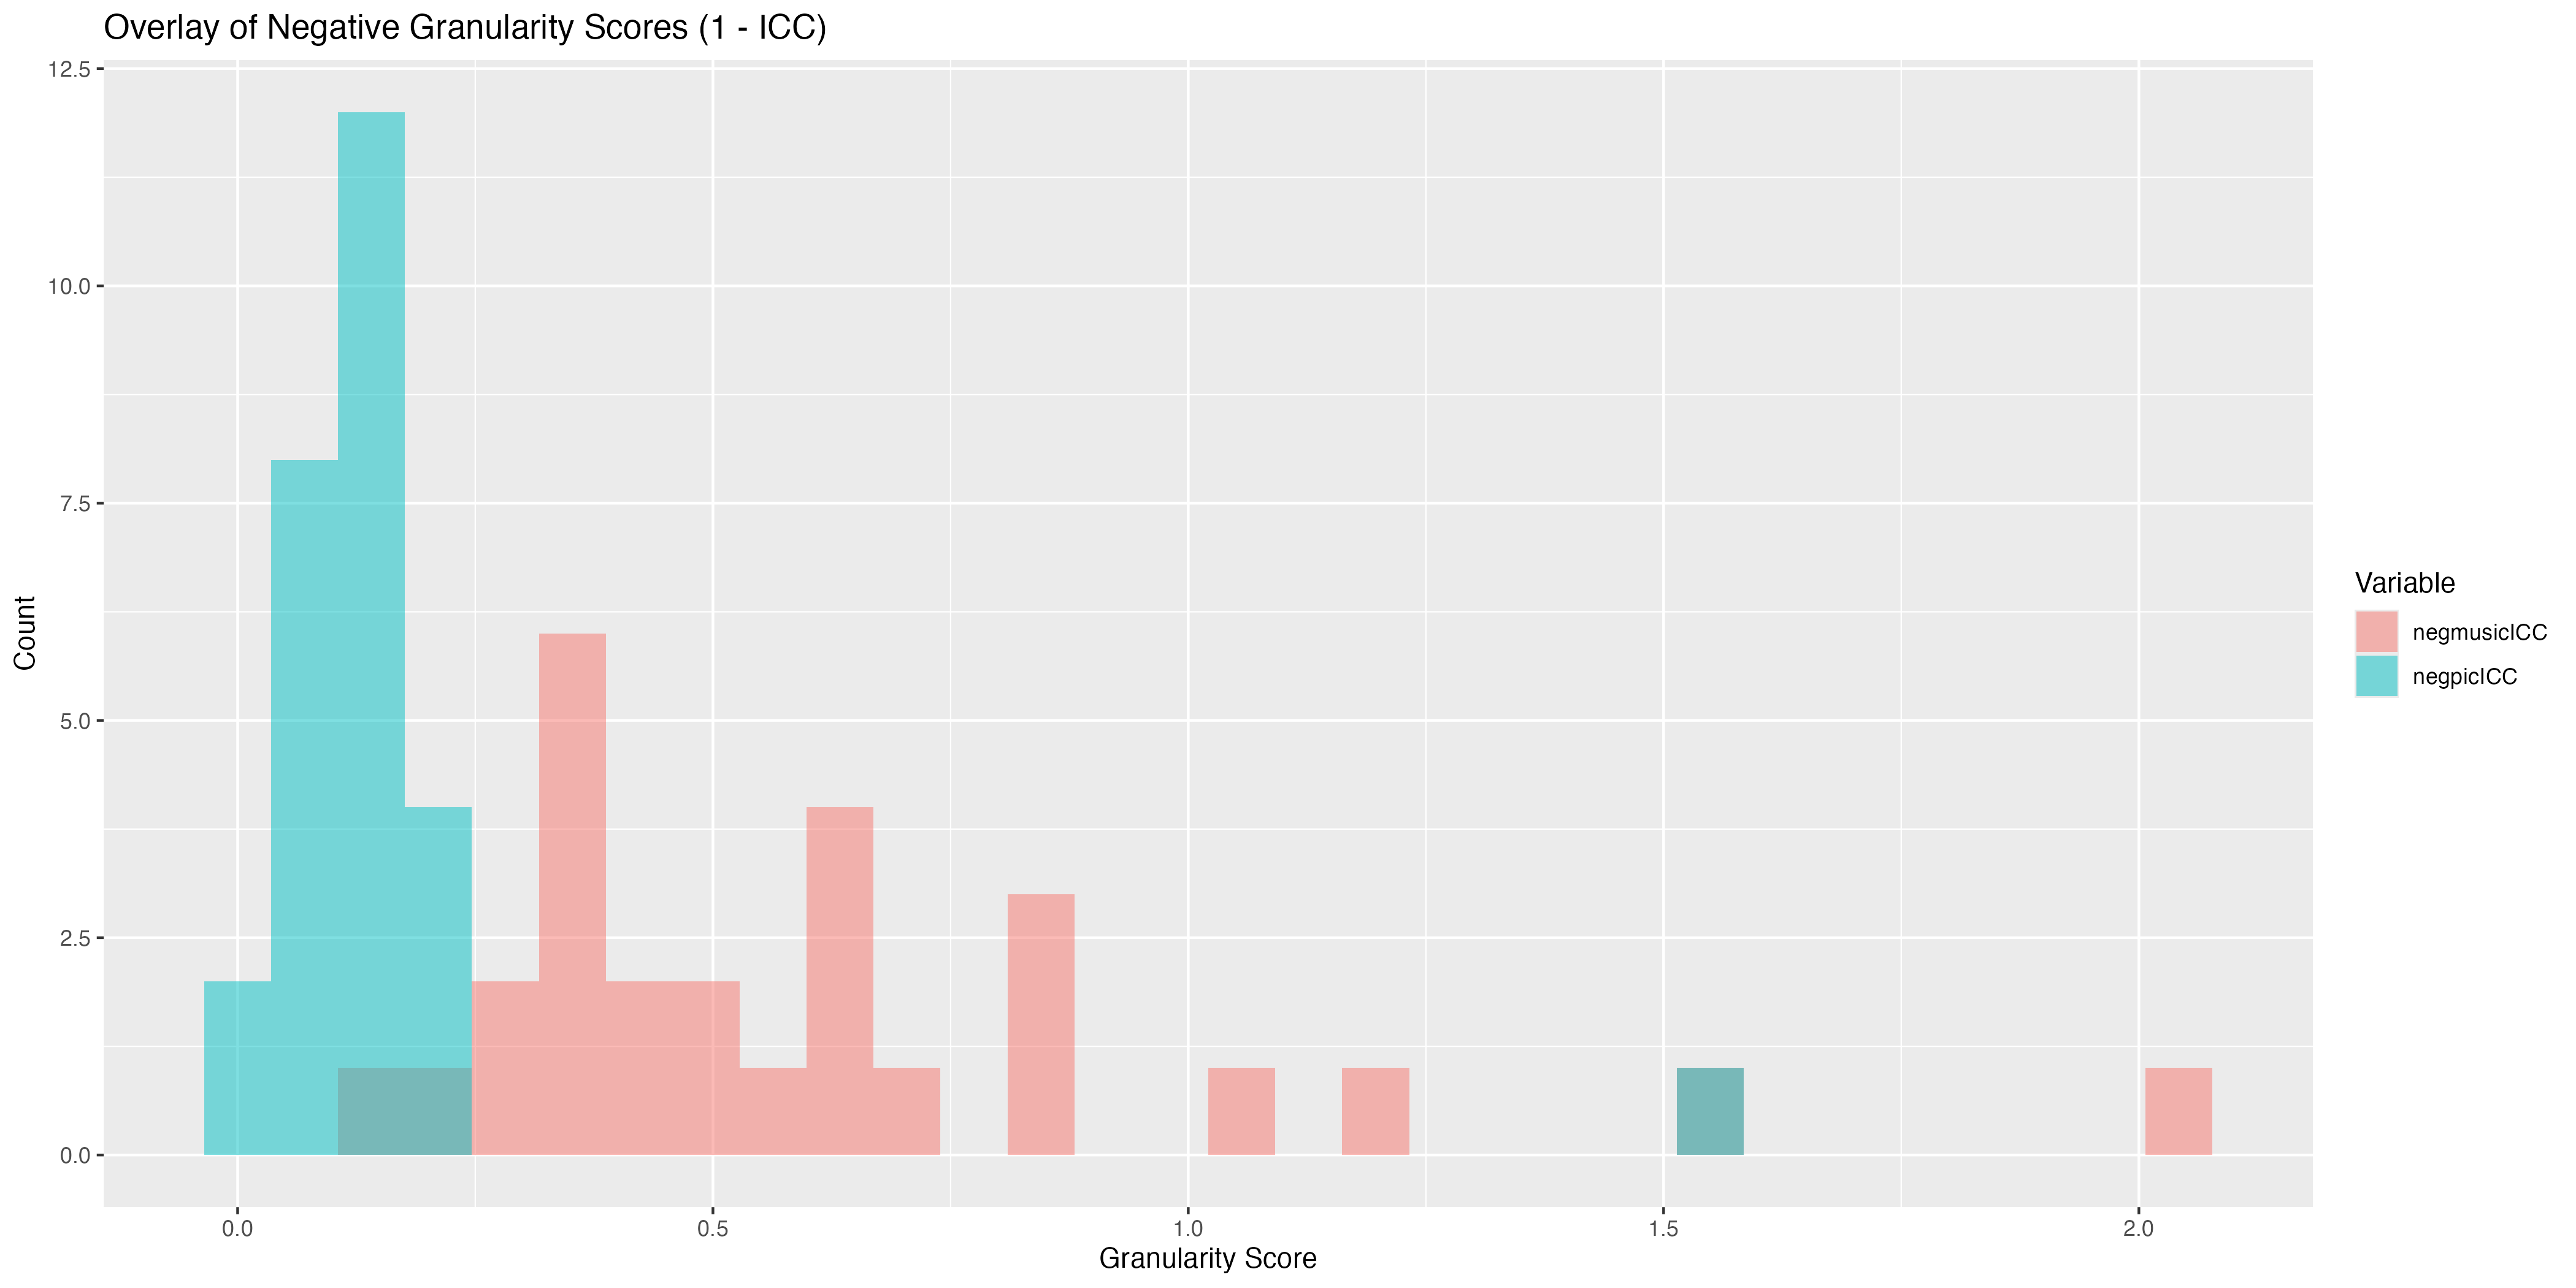 Overlay of Negative Granularity Scores (1 - ICC)
12.5
10.0
7.5
5.0
2.5
0.0
Count
0.0 0.5 1.0 1.5 2.0
Granularity Score
Variable
negmusicICC
negpicICC